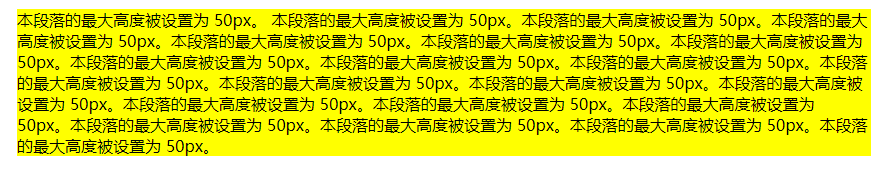 本段落的最大高度被设置为 50px。 本段落的最大高度被设置为 50px。本段落的最大高度被设置为 50px。本段落的最大
高度被设置为 50px。本段落的最大高度被设置为 50px。本段落的最大高度被设置为 50px。本段落的最大高度被设置为
50px。本段落的最大高度被设置为 50px。本段落的最大高度被设置为 50px。本段落的最大高度被设置为 50px。本段落
的最大高度被设置为 50px。本段落的最大高度被设置为 50px。本段落的最大高度被设置为 50px。本段落的最大高度被
设置为 50px。本段落的最大高度被设置为 50px。本段落的最大高度被设置为 50px。本段落的最大高度被设置为
50px。本段落的最大高度被设置为 50px。本段落的最大高度被设置为 50px。本段落的最大高度被设置为 50px。本段落
的最大高度被设置为 50px。